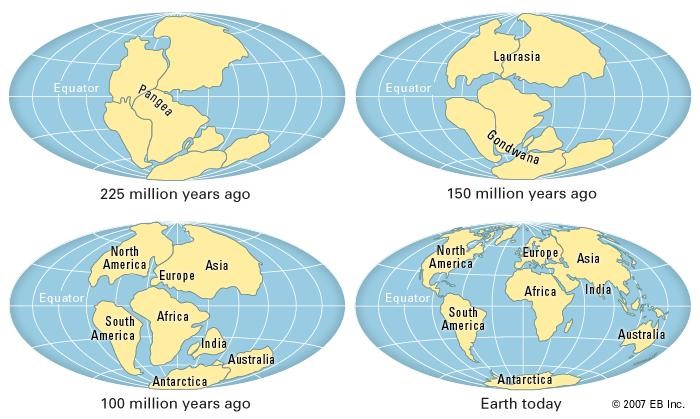 Equator
Pangea
225 million years ago
Equator
Laurasia
Gondwana
150 million years ago
North
America
Europe
Asia
Equator
South
America
Africa
India
Australia
Antarctica
100 million years ago
North
America
Europe
Asia
Equator
Africa
India
South
America
Australia
Antarctica
Earth today
© 2007 EB Inc.